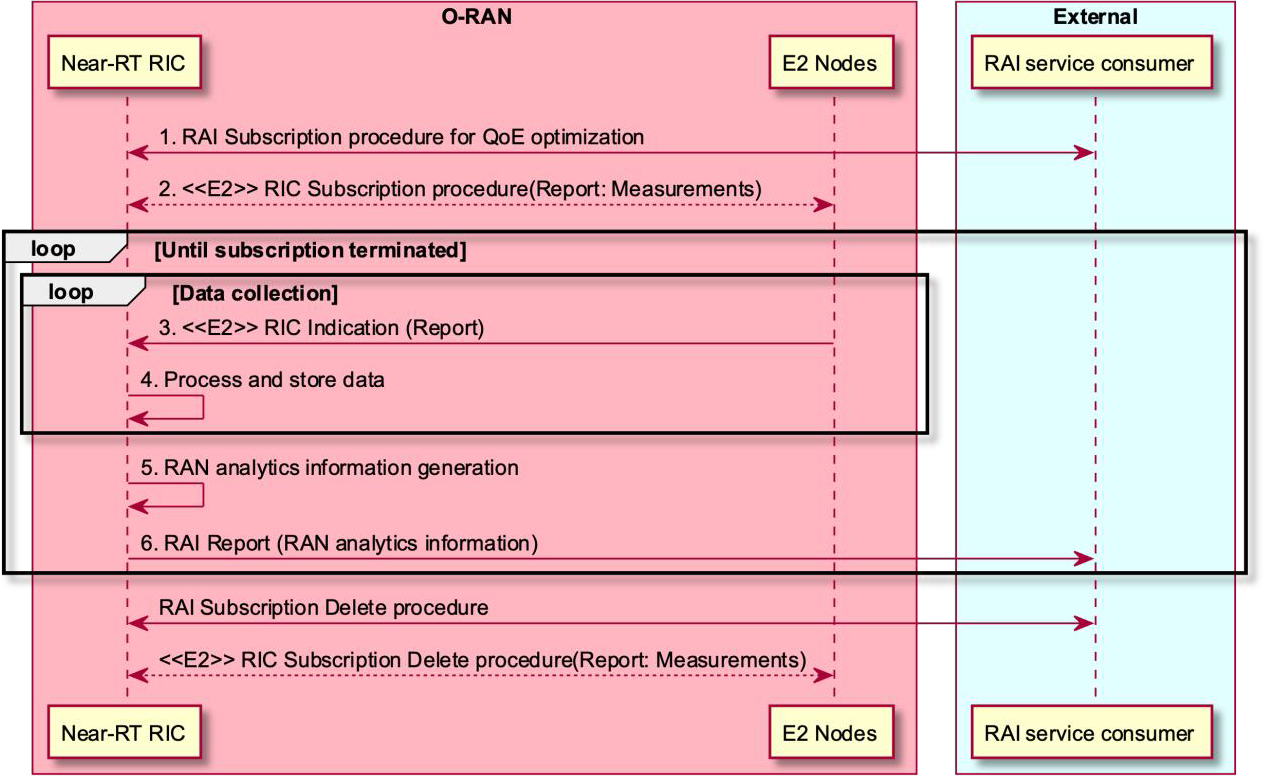 O-RAN
External
Near-RT RIC
E2 Nodes
RAI service consumer
1. RAI Subscription procedure for QoE optimization
2. <<E2>> RIC Subscription procedure(Report: Measurements)
loop
[Until subscription terminated]
loop
[Data collection]
3. <<E2>> RIC Indication (Report)
4. Process and store data
5. RAN analytics information generation
6. RAI Report (RAN analytics information)
RAI Subscription Delete procedure
<<E2>> RIC Subscription Delete procedure(Report: Measurements)
Near-RT RIC
E2 Nodes
RAI service consumer